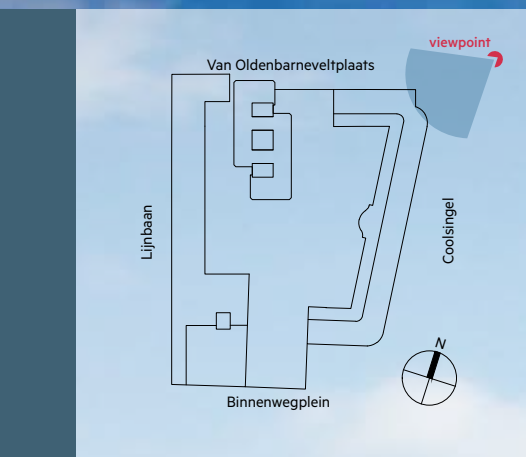 viewpoint
Van Oldenbarneveltplaats
Lijnbaan
Coolsingel
N
Binnenwegplein